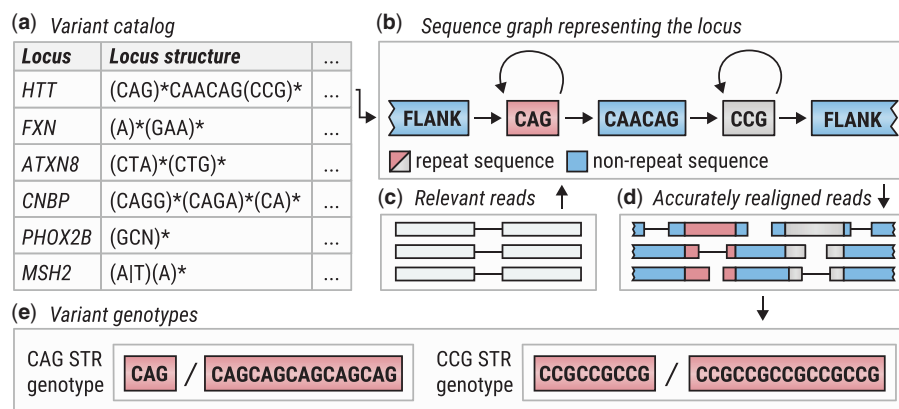 (a) Variant catalog
Locus Locus structure ...
HTT (CAG)*CAACAG(CCG)* ...
FXN (A)*(GAA)* ...
ATXN8 (CTA)*(CTG)* ...
CNBP (CAGG)*(CAGA)*(CA)* ...
PHOX2B (GCN)* ...
MSH2 (A|T)(A)* ...
(b) Sequence graph representing the locus
FLANK CAG CAACAG CCG FLANK
repeat sequence non-repeat sequence
(c) Relevant reads
(d) Accurately realigned reads
(e) Variant genotypes
CAG STR
genotype
CAG / CAGCAGCAGCAGCAG
CCG STR
genotype
CCGCCGCCG / CCGCCGCCGCCGCCG